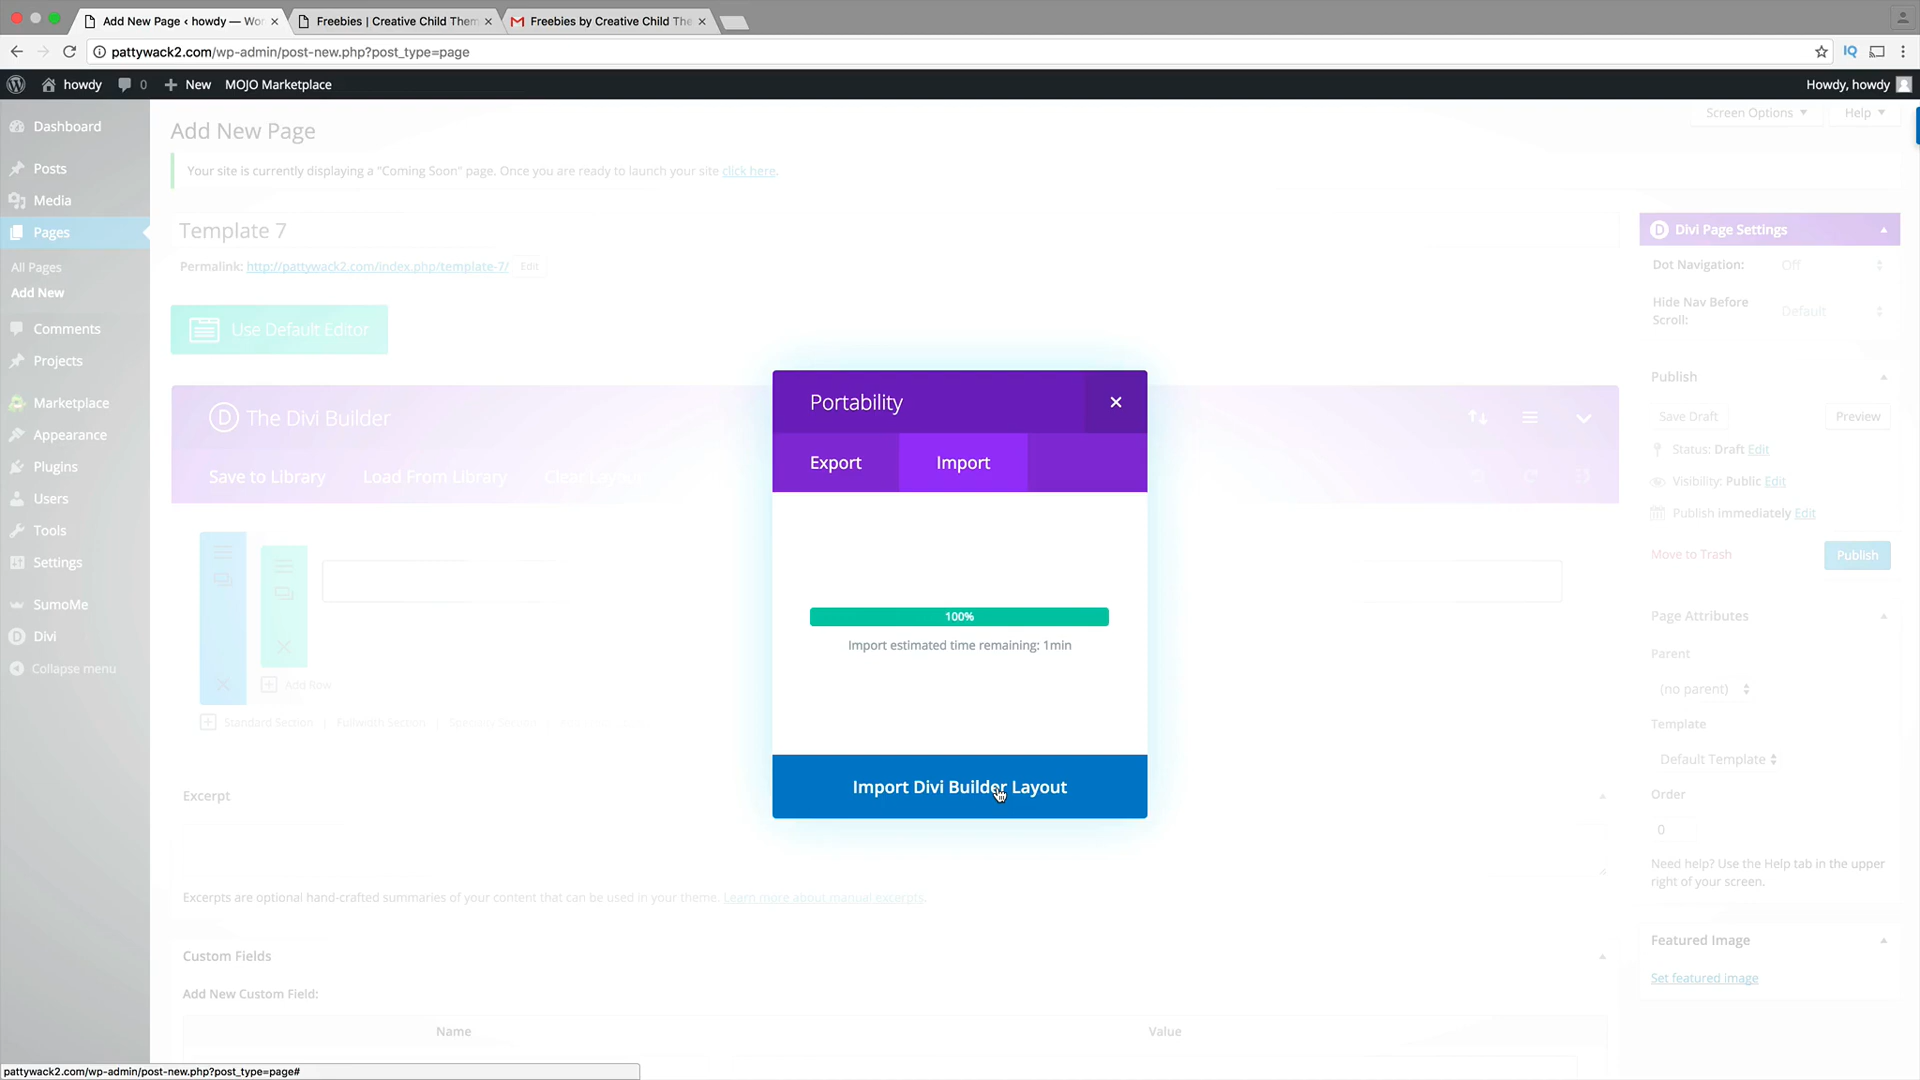 Add New Page ‹ howdy — Wor
Freebies | Creative Child Them
Freebies by Creative Child The
pattywack2.com/wp-admin/post-new.php?post_type=page
IQ
howdy
0
New
MOJO Marketplace
Howdy, howdy
Dashboard
Posts
Media
Pages
All Pages
Add New
Comments
Projects
Marketplace
Appearance
Plugins
Users
Tools
Settings
SumoMe
Divi
Collapse menu
Add New Page
Screen Options
Help
Your site is currently displaying a "Coming Soon" page. Once you are ready to launch your site click here.
Template 7
Permalink: http://pattywack2.com/index.php/template-7/ Edit
Use Default Editor
The Divi Builder
Save to Library
Load From Library
Clear Layout
Add Row
Standard Section
Fullwidth Section
Specialty Section
Portability
Export
Import
100%
Import estimated time remaining: 1min
Import Divi Builder Layout
Excerpt
Excerpts are optional hand-crafted summaries of your content that can be used in your theme. Learn more about manual excerpts.
Custom Fields
Add New Custom Field:
Name
Value
Divi Page Settings
Dot Navigation:
Off
Hide Nav Before
Scroll:
Default
Publish
Save Draft
Preview
Status: Draft Edit
Visibility: Public Edit
Publish immediately Edit
Move to Trash
Publish
Page Attributes
Parent
(no parent)
Template
Default Template
Order
0
Need help? Use the Help tab in the upper
right of your screen.
Featured Image
Set featured image
pattywack2.com/wp-admin/post-new.php?post_type=page#